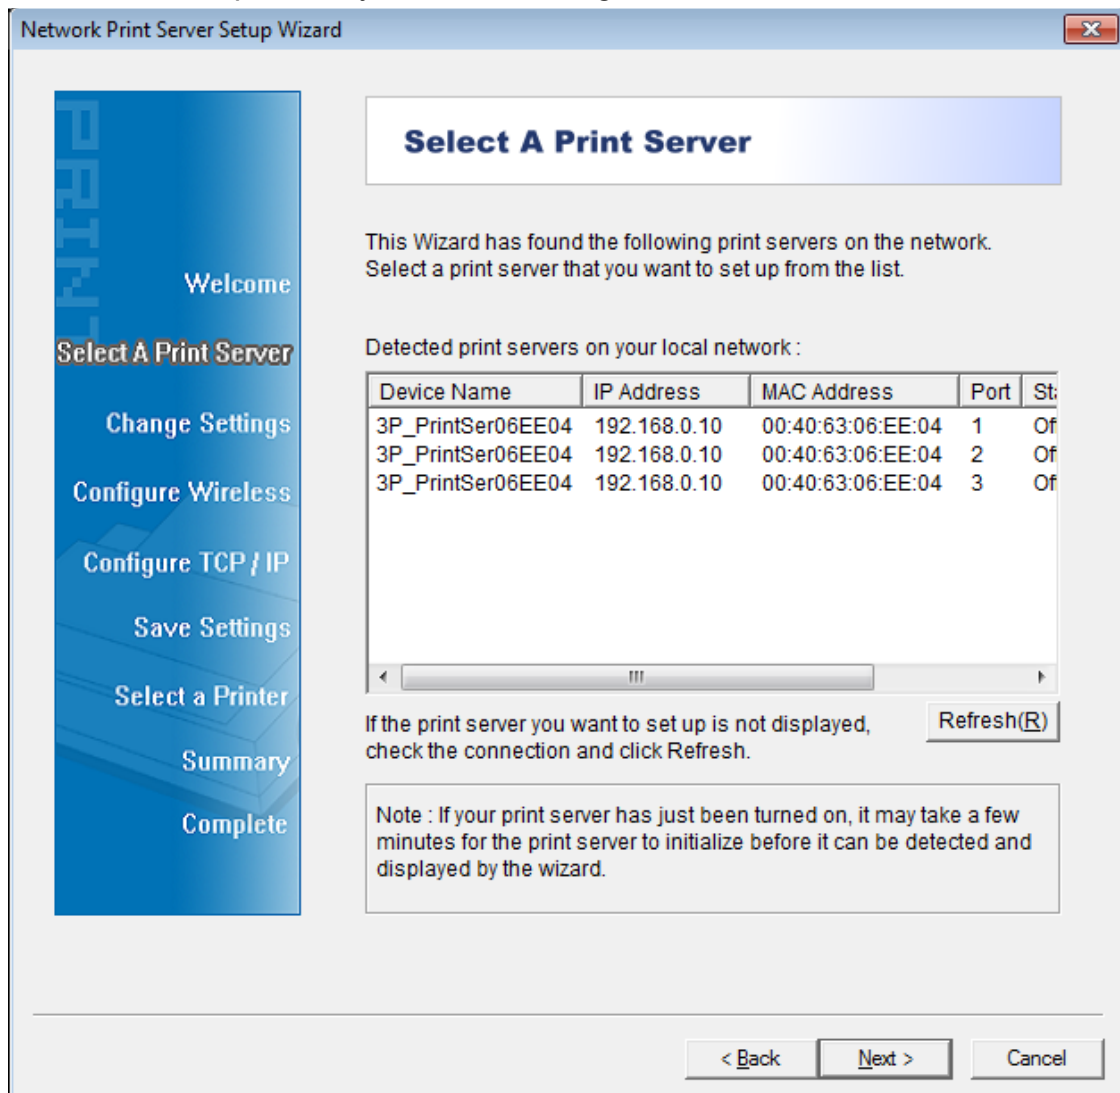 Network Print Server Setup Wizard
PRINT
Welcome
Select A Print Server
Change Settings
Configure Wireless
Configure TCP / IP
Save Settings
Select a Printer
Summary
Complete
Select A Print Server
This Wizard has found the following print servers on the network.
Select a print server that you want to set up from the list.
Detected print servers on your local network :
Device Name IP Address MAC Address Port
3P_PrintSer06EE04 192.168.0.10 00:40:63:06:EE:04 1
3P_PrintSer06EE04 192.168.0.10 00:40:63:06:EE:04 2
3P_PrintSer06EE04 192.168.0.10 00:40:63:06:EE:04 3
If the print server you want to set up is not displayed,
check the connection and click Refresh.
Refresh(R)
Note : If your print server has just been turned on, it may take a few
minutes for the print server to initialize before it can be detected and
displayed by the wizard.
< Back Next > Cancel